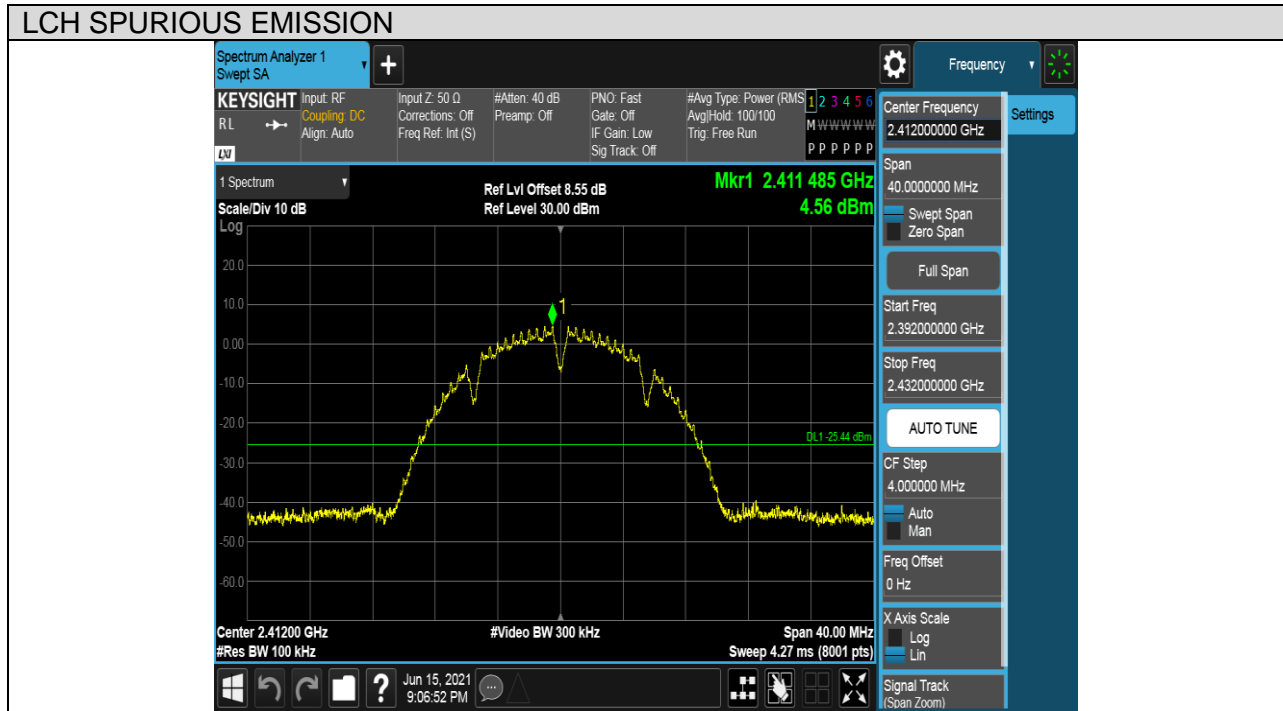 LCH SPURIOUS EMISSION
Spectrum Analyzer 1
Swept SA
Frequency
KEYSIGHT
RL
LXI
Input: RF
Coupling: DC
Align: Auto
Input Z: 50 Ω
Corrections: Off
Freq Ref: Int (S)
#Atten: 40 dB
Preamp: Off
PNO: Fast
Gate: Off
IF Gain: Low
Sig Track: Off
#Avg Type: Power (RMS
Avg|Hold: 100/100
Trig: Free Run
1 2 3 4 5 6
M W W W W W
P P P P P P
1 Spectrum
Scale/Div 10 dB
Log
Ref Lvl Offset 8.55 dB
Ref Level 30.00 dBm
Mkr1 2.411 485 GHz
4.56 dBm
20.0
10.0
0.00
-10.0
-20.0
-30.0
-40.0
-50.0
-60.0
1
DL1 -25.44 dBm
Center 2.41200 GHz
#Res BW 100 kHz
#Video BW 300 kHz
Span 40.00 MHz
Sweep 4.27 ms (8001 pts)
Jun 15, 2021
9:06:52 PM
Center Frequency
2.412000000 GHz
Settings
Span
40.0000000 MHz
Swept Span
Zero Span
Full Span
Start Freq
2.392000000 GHz
Stop Freq
2.432000000 GHz
AUTO TUNE
CF Step
4.000000 MHz
Auto
Man
Freq Offset
0 Hz
X Axis Scale
Log
Lin
Signal Track
(Span Zoom)